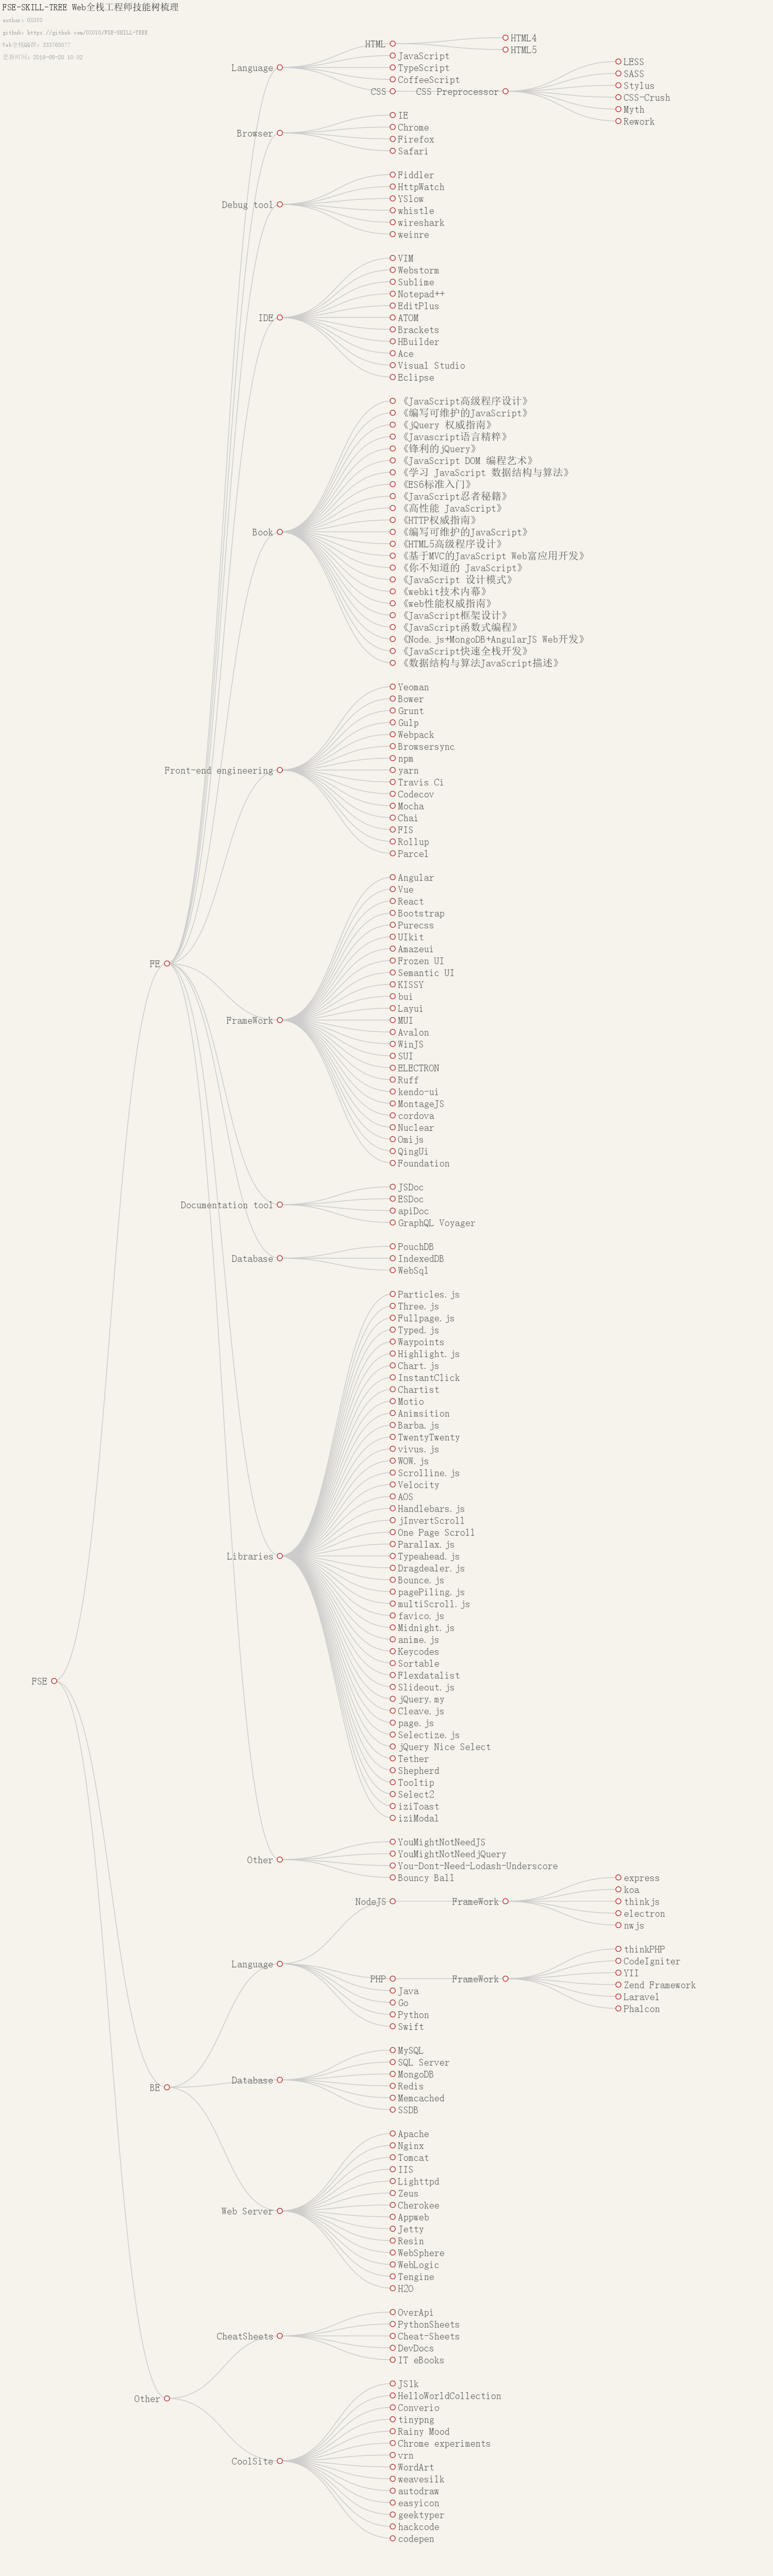 FSE-SKILL-TREE Web全栈工程师技能树梳理
HTML4
HTML
HTML5
JavaScript
LESS
Language
TypeScript
SASS
CoffeeScript
Stylus
CSS
CSS Preprocessor
CSS-Crush
Myth
IE
Rework
Chrome
Browser
Firefox
Safari
Fiddler
HttpWatch
YSlow
Debug tool
whistle
wireshark
weinre
VIM
Webstorm
Sublime
Notepad++
EditPlus
IDE
ATOM
Brackets
HBuilder
Ace
Visual Studio
Eclipse
《JavaScript高级程序设计》
《编写可维护的JavaScript》
《jQuery 权威指南》
《Javascript语言精粹》
《锋利的jQuery》
《JavaScript DOM 编程艺术》
《学习 JavaScript 数据结构与算法》
《ES6标准入门》
《JavaScript忍者秘籍》
《高性能 JavaScript》
《HTTP权威指南》
Book
《编写可维护的JavaScript》
《HTML5高级程序设计》
《基于MVC的JavaScript Web富应用开发》
《你不知道的 JavaScript》
《JavaScript 设计模式》
《webkit技术内幕》
《web性能权威指南》
《JavaScript框架设计》
《JavaScript函数式编程》
《Node.js+MongoDB+AngularJS Web开发》
《JavaScript快速全栈开发》
《数据结构与算法JavaScript描述》
Yeoman
Bower
Grunt
Gulp
Webpack
Browsersync
npm
Front-end engineering
yarn
Travis Ci
Codecov
Mocha
Chai
FIS
Rollup
Parcel
Angular
Vue
React
Bootstrap
Purecss
UIkit
Amazeui
FE
Frozen UI
Semantic UI
KISSY
bui
Layui
FrameWork
MUI
Avalon
WinJS
SUI
ELECTRON
Ruff
kendo-ui
MontageJS
cordova
Nuclear
Omijs
QingUi
Foundation
JSDoc
ESDoc
Documentation tool
apiDoc
GraphQL Voyager
PouchDB
Database
IndexedDB
WebSql
Particles.js
Three.js
Fullpage.js
Typed.js
Waypoints
Highlight.js
Chart.js
InstantClick
Chartist
Motio
Animsition
Barba.js
TwentyTwenty
vivus.js
WOW.js
Scrolline.js
Velocity
AOS
Handlebars.js
jInvertScroll
One Page Scroll
Parallax.js
Libraries
Typeahead.js
Dragdealer.js
Bounce.js
pagePiling.js
multiScroll.js
favico.js
Midnight.js
anime.js
Keycodes
Sortable
Flexdatalist
FSE
Slideout.js
jQuery.my
Cleave.js
page.js
Selectize.js
jQuery Nice Select
Tether
Shepherd
Tooltip
Select2
iziToast
iziModal
YouMightNotNeedJS
YouMightNotNeedjQuery
Other
You-Dont-Need-Lodash-Underscore
Bouncy Ball
express
koa
NodeJS
FrameWork
thinkjs
electron
nwjs
thinkPHP
Language
CodeIgniter
YII
PHP
FrameWork
Zend Framework
Java
Laravel
Go
Phalcon
Python
Swift
MySQL
SQL Server
MongoDB
Database
BE
Redis
Memcached
SSDB
Apache
Nginx
Tomcat
IIS
Lighttpd
Zeus
Cherokee
Web Server
Appweb
Jetty
Resin
WebSphere
WebLogic
Tengine
H2O
OverApi
PythonSheets
CheatSheets
Cheat-Sheets
DevDocs
IT eBooks
JS1k
Other
HelloWorldCollection
Converio
tinypng
Rainy Mood
Chrome experiments
vrn
CoolSite
WordArt
weavesilk
autodraw
easyicon
geektyper
hackcode
codepen